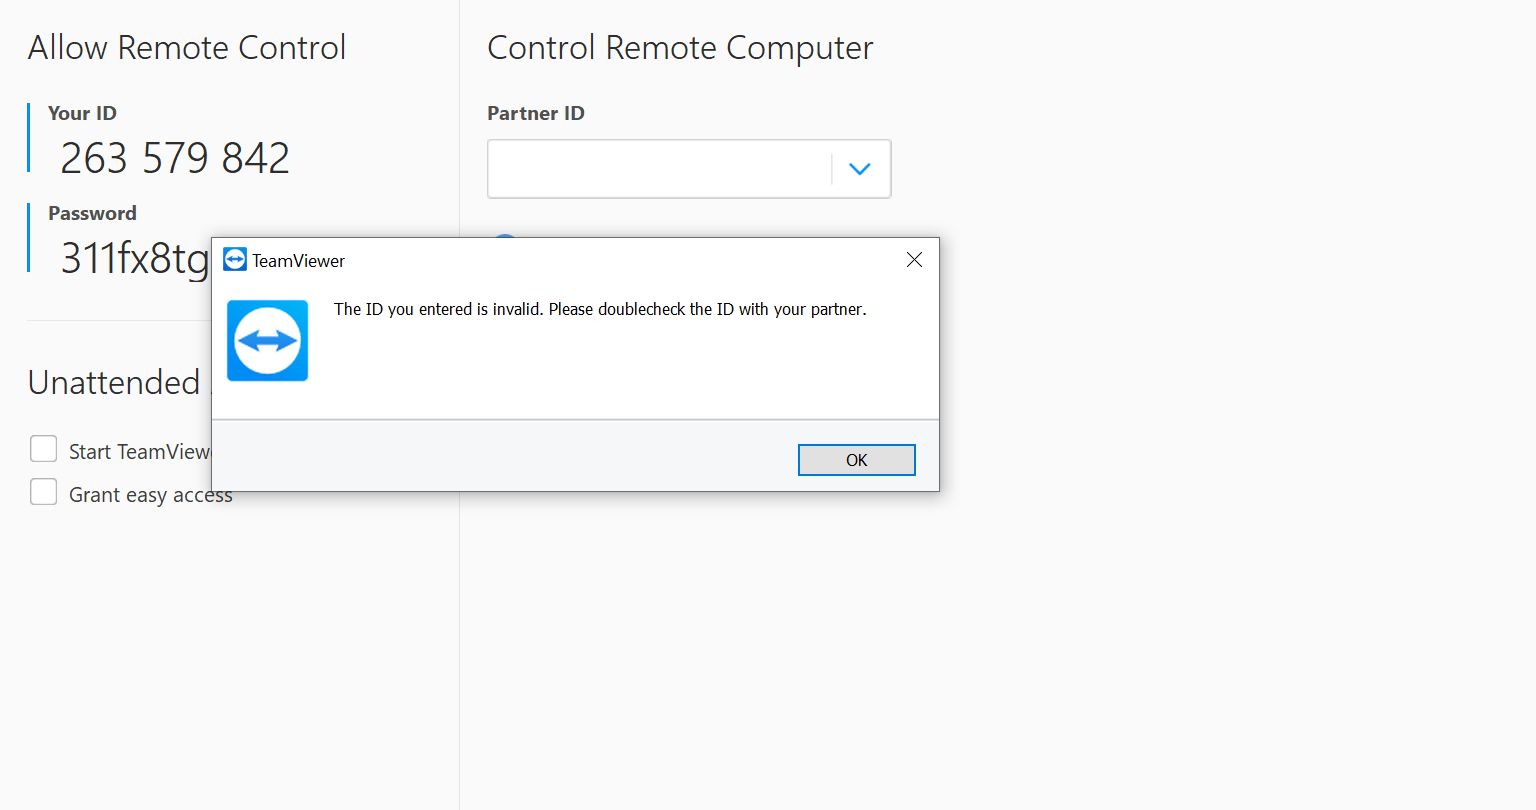 Allow Remote Control
Your ID
263 579 842
Password
311fx8tg
Unattended
Start TeamViewe
Grant easy access
Control Remote Computer
Partner ID
TeamViewer
The ID you entered is invalid. Please doublecheck the ID with your partner.
OK